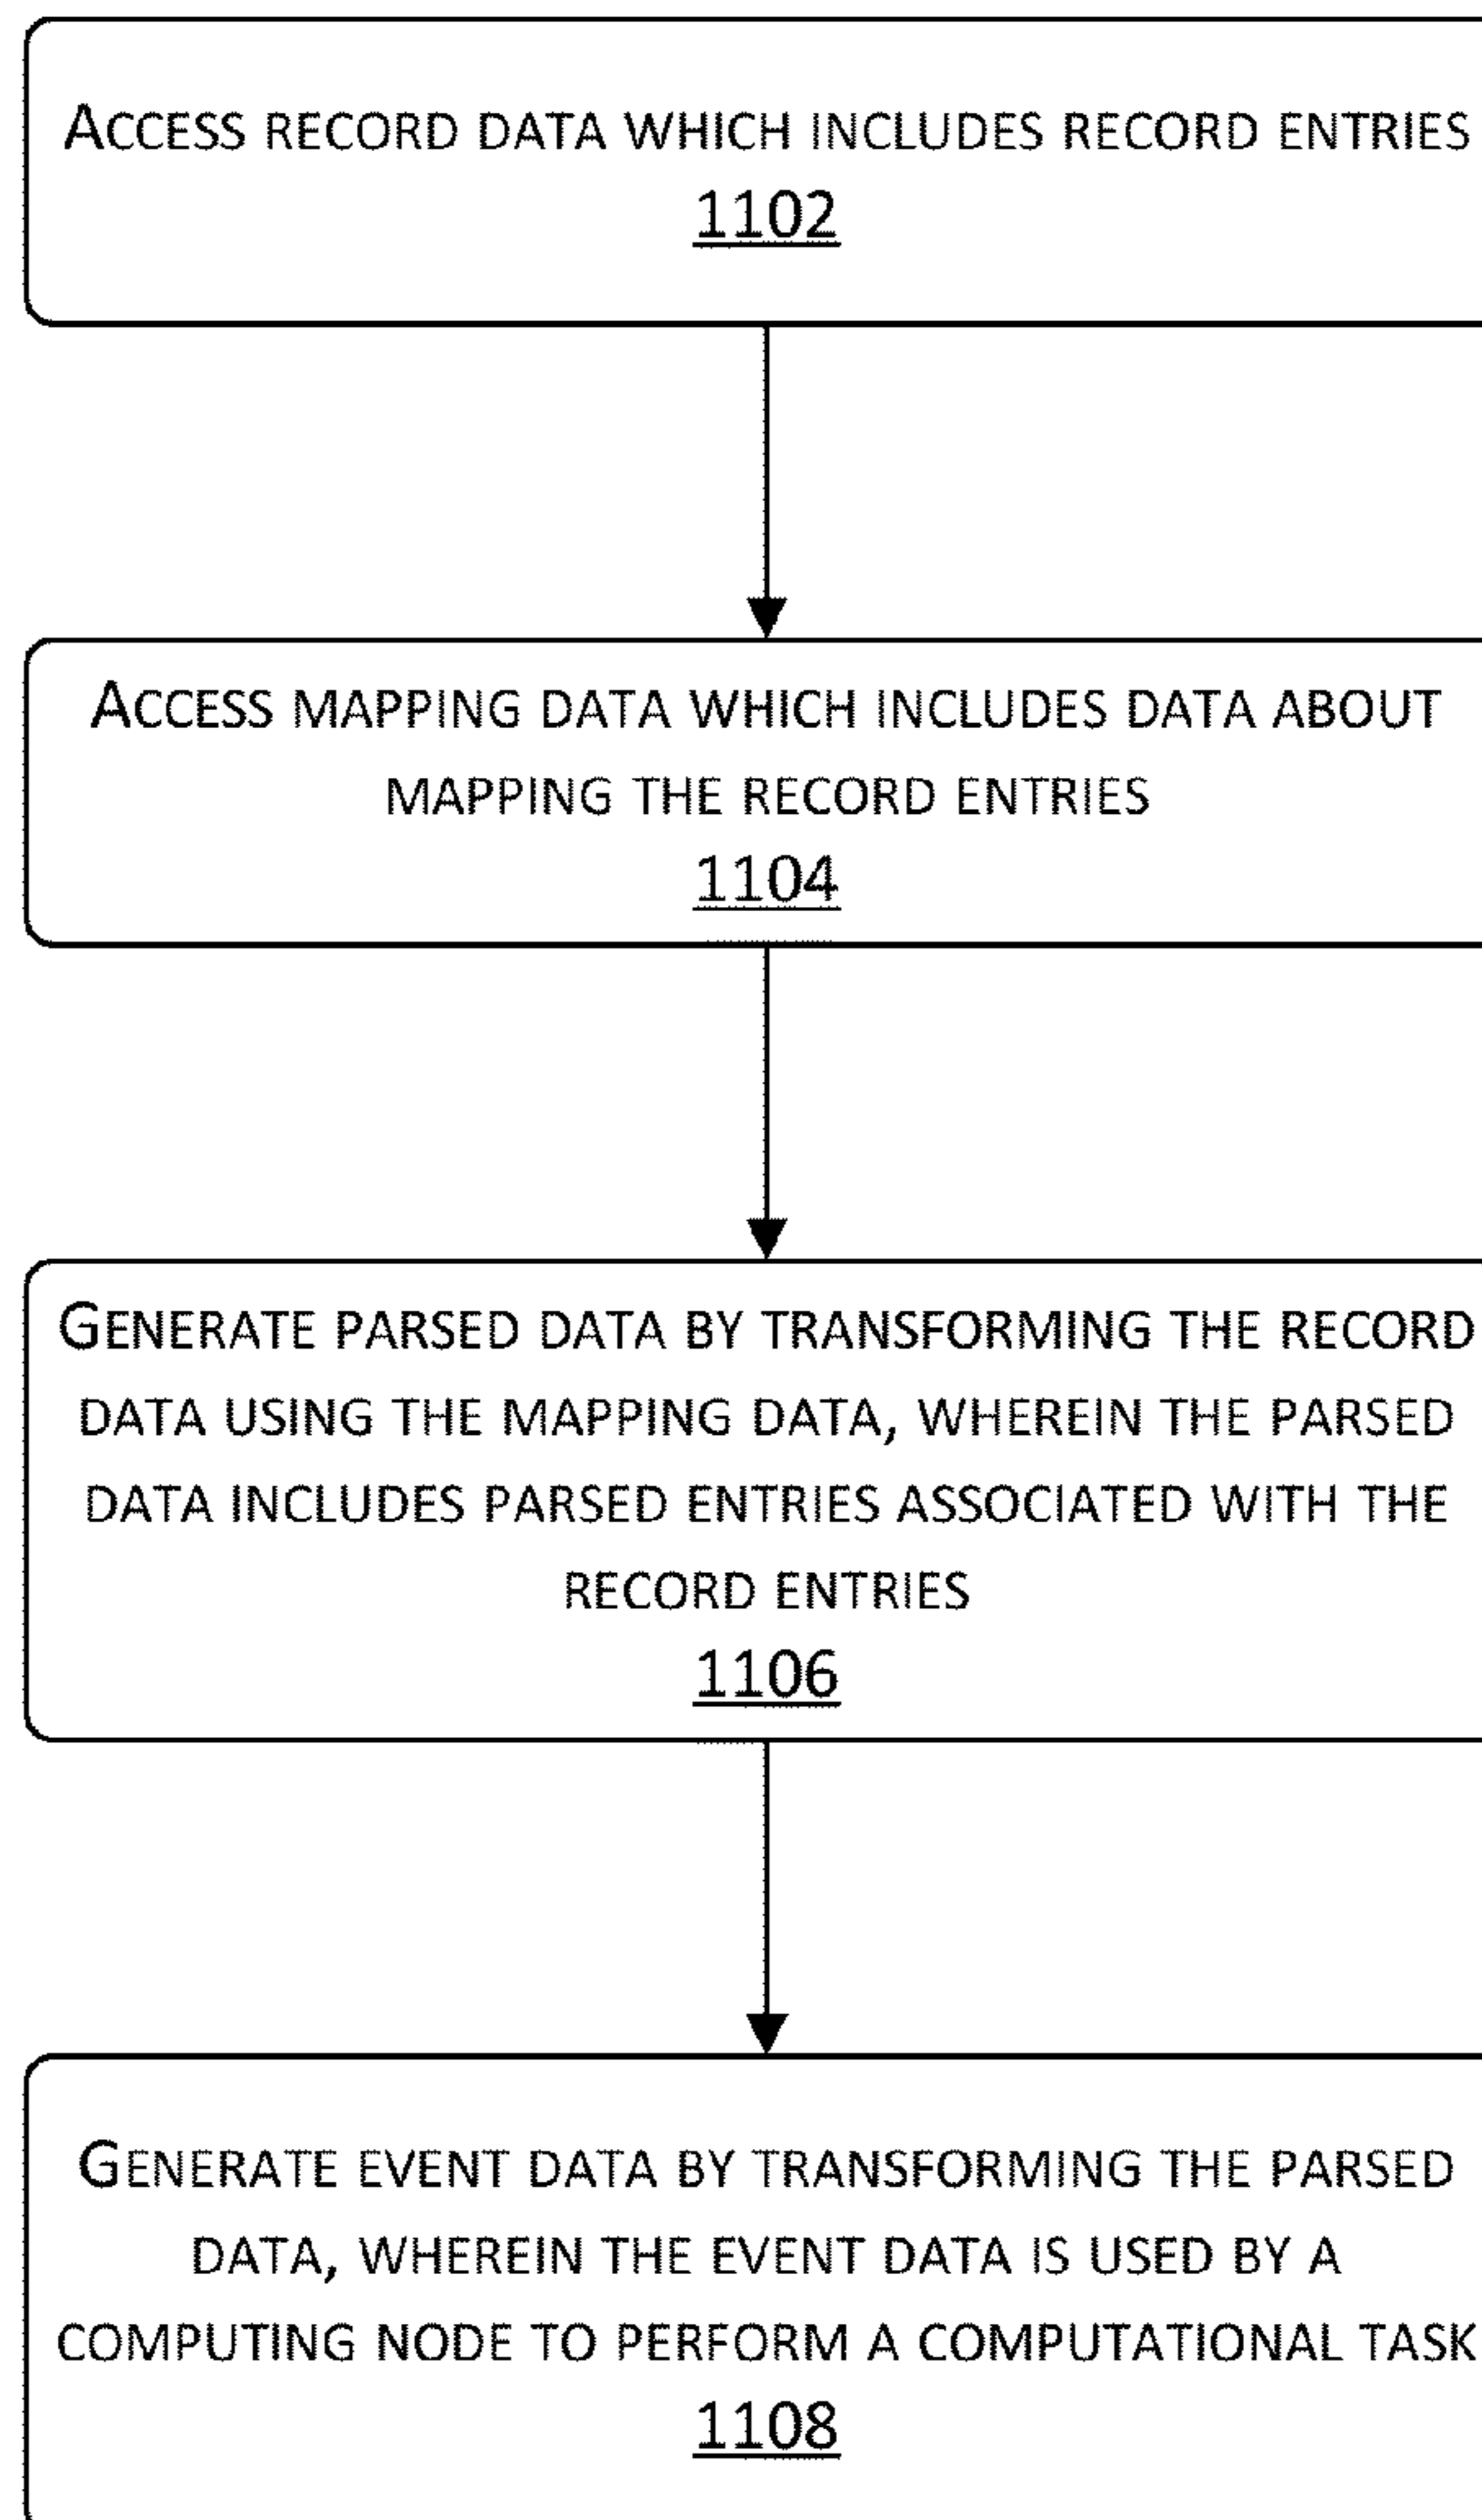 Access record data which includes record entries
1102
Access mapping data which includes data about
mapping the record entries
1104
Generate parsed data by transforming the record
data using the mapping data, wherein the parsed
data includes parsed entries associated with the
record entries
1106
Generate event data by transforming the parsed
data, wherein the event data is used by a
computing node to perform a computational task
1108